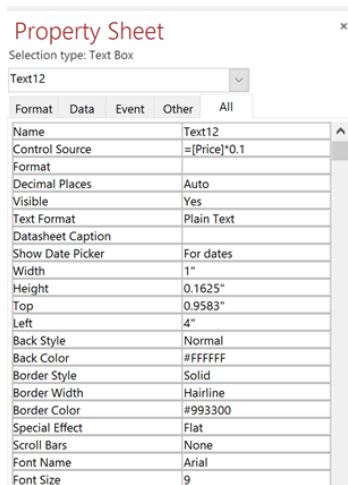 Property Sheet
×
Selection type: Text Box
Text12
Format Data Event Other All
Name Text12
Control Source =[Price]*0.1
Format
Decimal Places Auto
Visible Yes
Text Format Plain Text
Datasheet Caption
Show Date Picker For dates
Width 1"
Height 0.1625"
Top 0.9583"
Left 4"
Back Style Normal
Back Color #FFFFFF
Border Style Solid
Border Width Hairline
Border Color #993300
Special Effect Flat
Scroll Bars None
Font Name Arial
Font Size 9